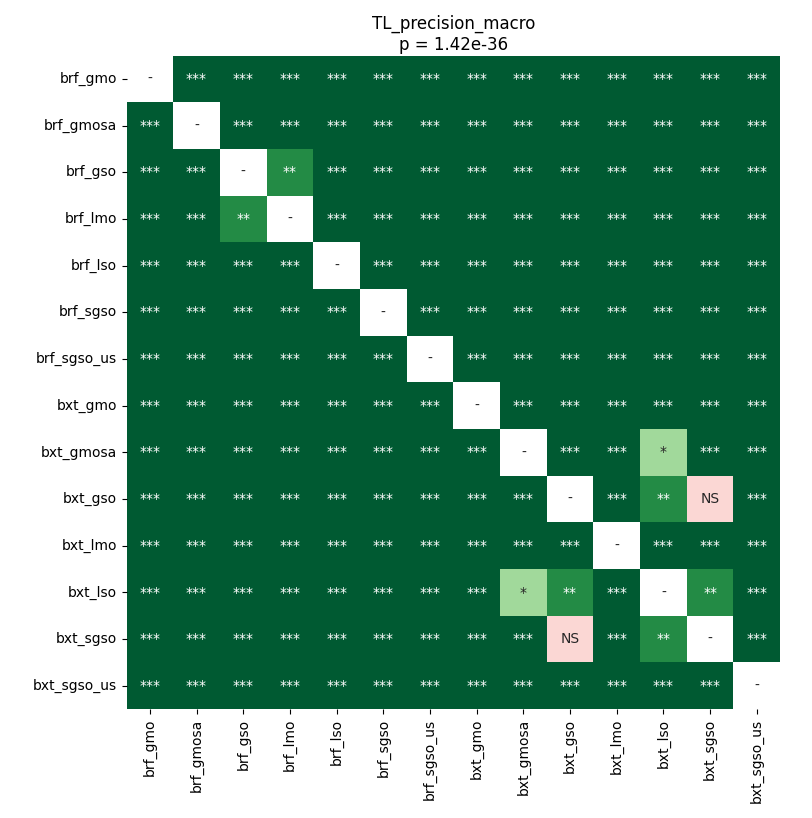 TL_precision_macro
p = 1.42e-36
brf_gmo - *** *** *** *** *** *** *** *** *** *** *** *** ***
brf_gmosa *** - *** *** *** *** *** *** *** *** *** *** *** ***
brf_gso *** *** - ** *** *** *** *** *** *** *** *** *** ***
brf_lmo *** *** ** - *** *** *** *** *** *** *** *** *** ***
brf_lso *** *** *** *** - *** *** *** *** *** *** *** *** ***
brf_sgso *** *** *** *** *** - *** *** *** *** *** *** *** ***
brf_sgso_us *** *** *** *** *** *** - *** *** *** *** *** *** ***
bxt_gmo *** *** *** *** *** *** *** - *** *** *** *** *** ***
bxt_gmosa *** *** *** *** *** *** *** *** - *** *** * *** ***
bxt_gso *** *** *** *** *** *** *** *** *** - *** ** NS ***
bxt_lmo *** *** *** *** *** *** *** *** *** *** - *** *** ***
bxt_lso *** *** *** *** *** *** *** *** * ** *** - ** ***
bxt_sgso *** *** *** *** *** *** *** *** *** NS *** ** - ***
bxt_sgso_us *** *** *** *** *** *** *** *** *** *** *** *** *** -
brf_gmo brf_gmosa brf_gso brf_lmo brf_lso brf_sgso brf_sgso_us bxt_gmo bxt_gmosa bxt_gso bxt_lmo bxt_lso bxt_sgso bxt_sgso_us